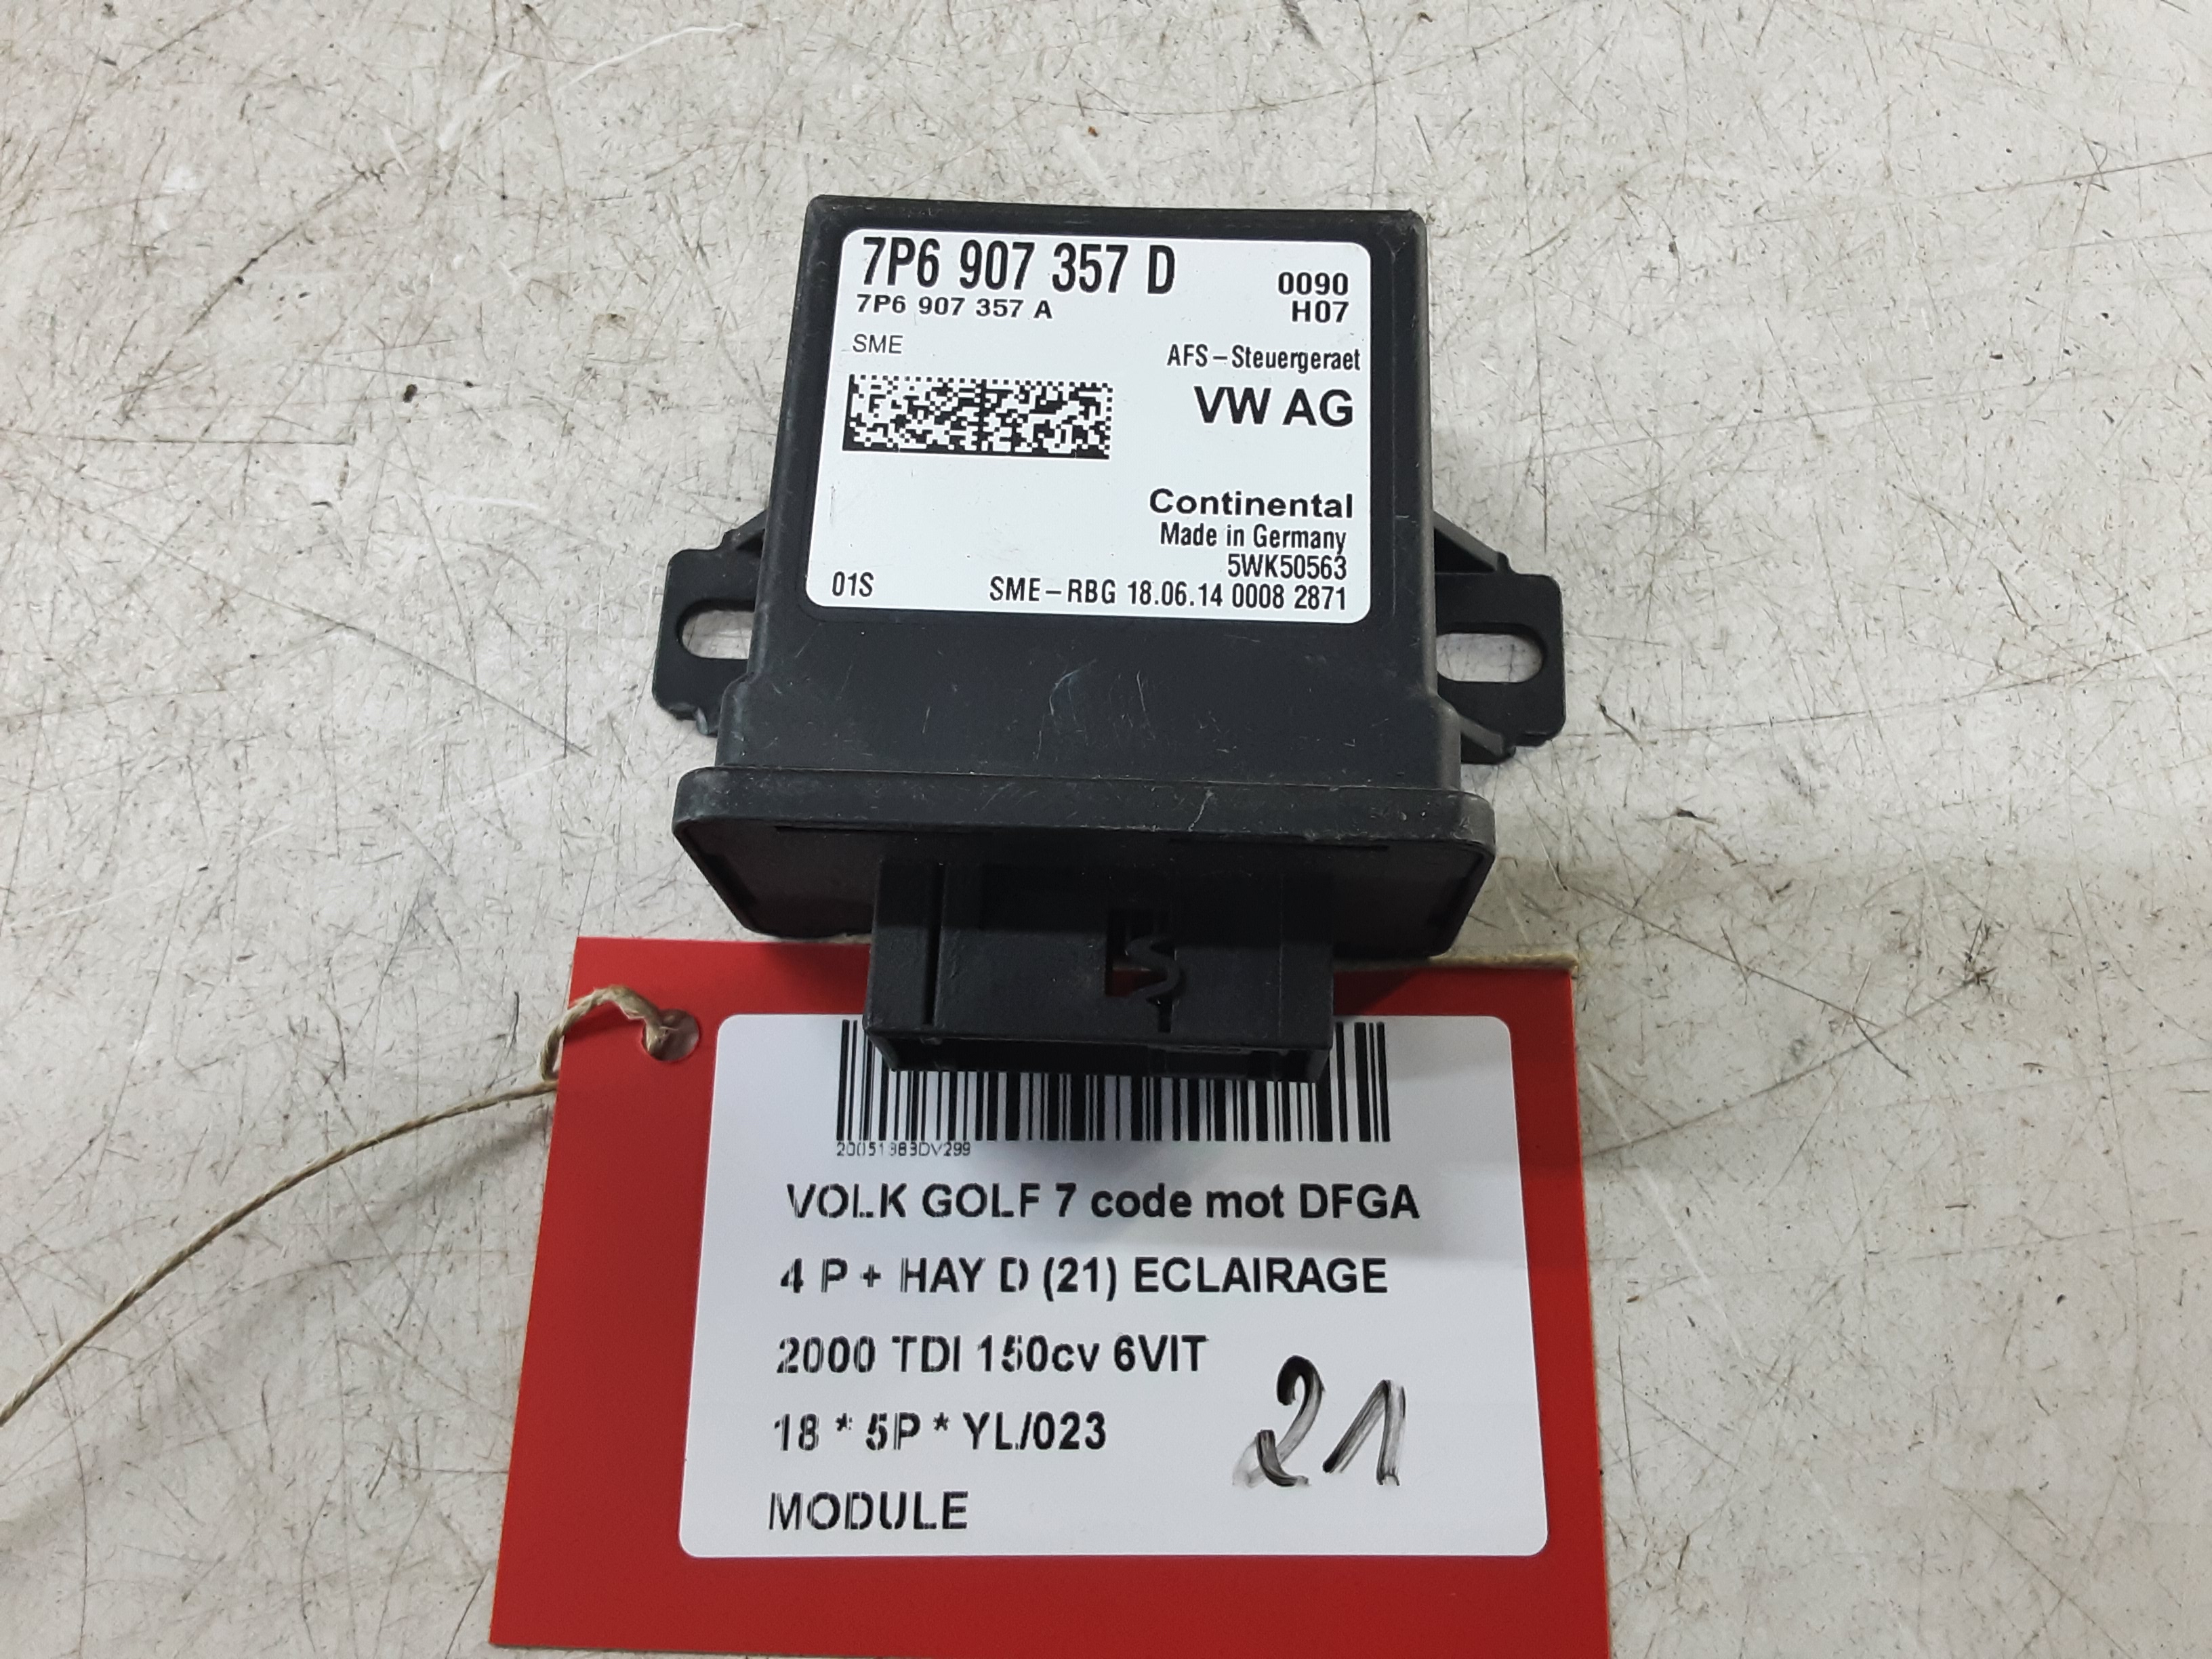 7P6 907 357 D
7P6 907 357 A
0090
H07
SME
AFS-Steuergeraet
VW AG
Continental
Made in Germany
5WK50563
01S SME-RBG 18.06.14 0008 2871
20051983DV299
VOLK GOLF 7 code mot DFGA
4 P + HAY D (21) ECLAIRAGE
2000 TDI 150cv 6VIT
18 * 5P * YL/023
21
MODULE